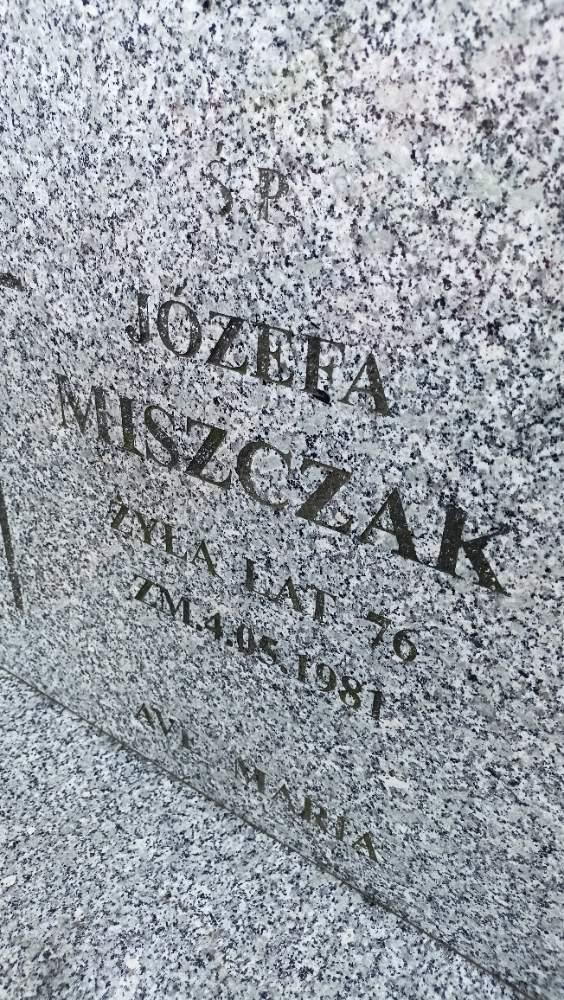 Ś P.
JÓZEFA
MISZCZAK
ŻYŁA LAT 76
ZM.4.05.1981
AVE MARIA